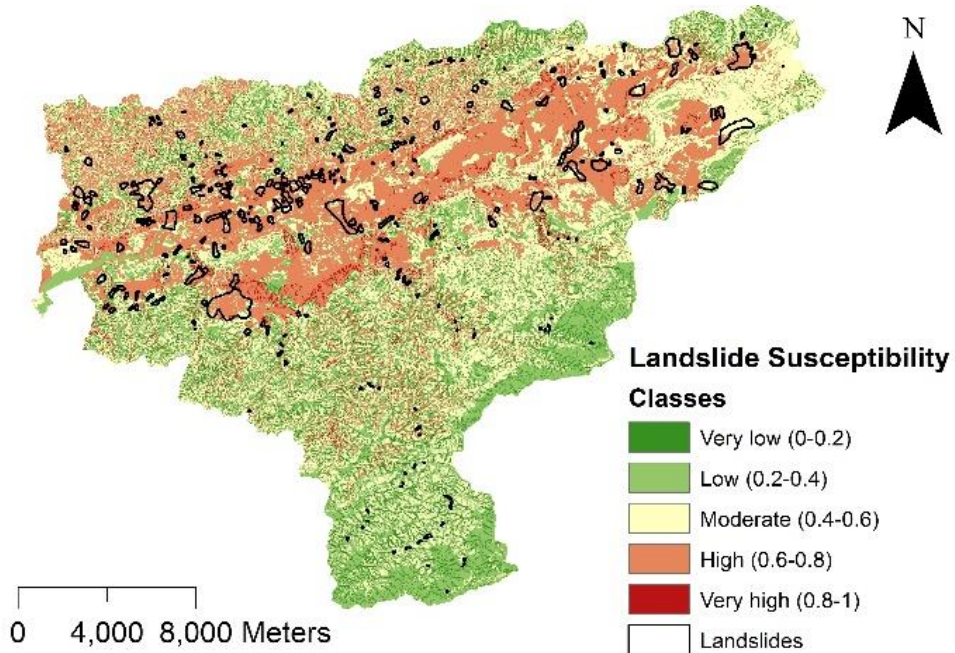 N
Landslide Susceptibility
Classes
Very low (0-0.2)
Low (0.2-0.4)
Moderate (0.4-0.6)
High (0.6-0.8)
Very high (0.8-1)
Landslides
0 4,000 8,000 Meters